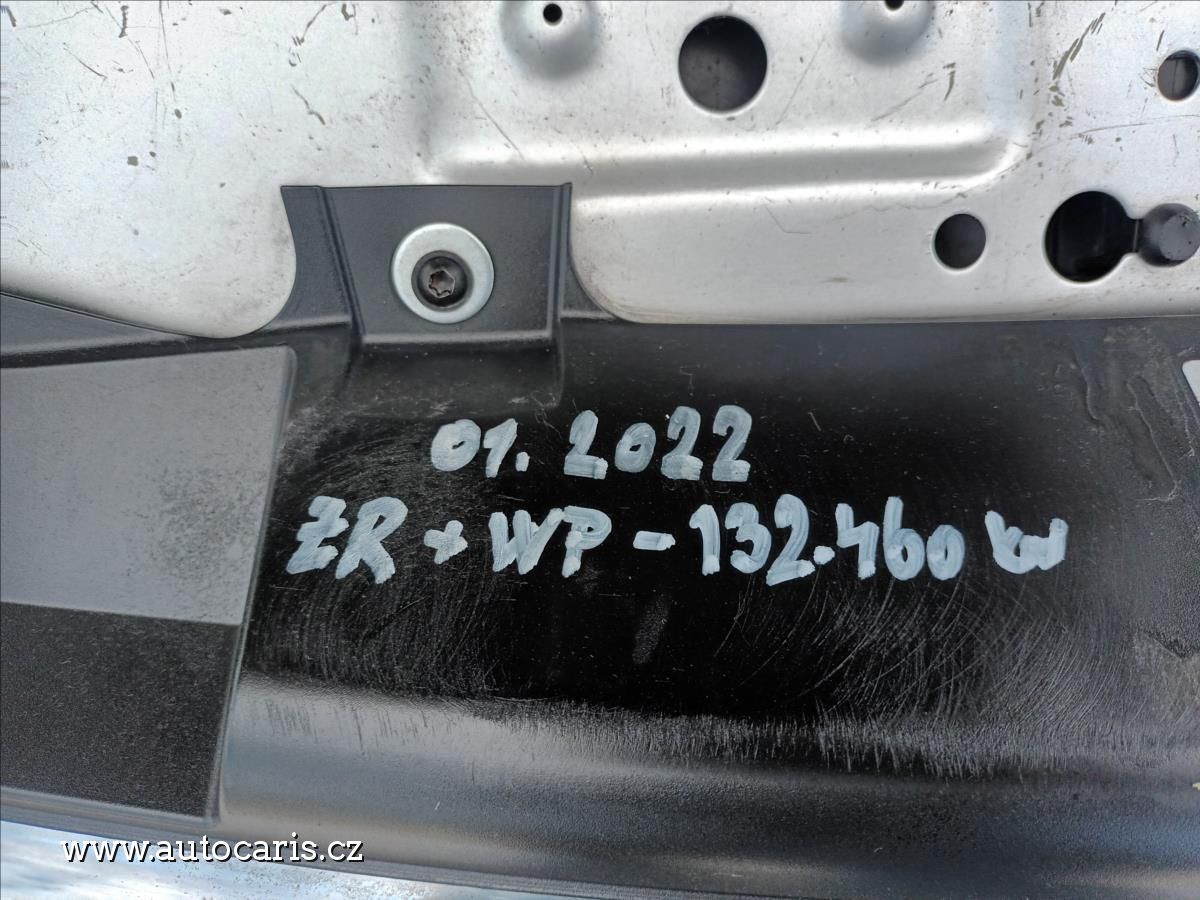 01.2022
ZR + WP - 132.460 km
www.autocaris.cz